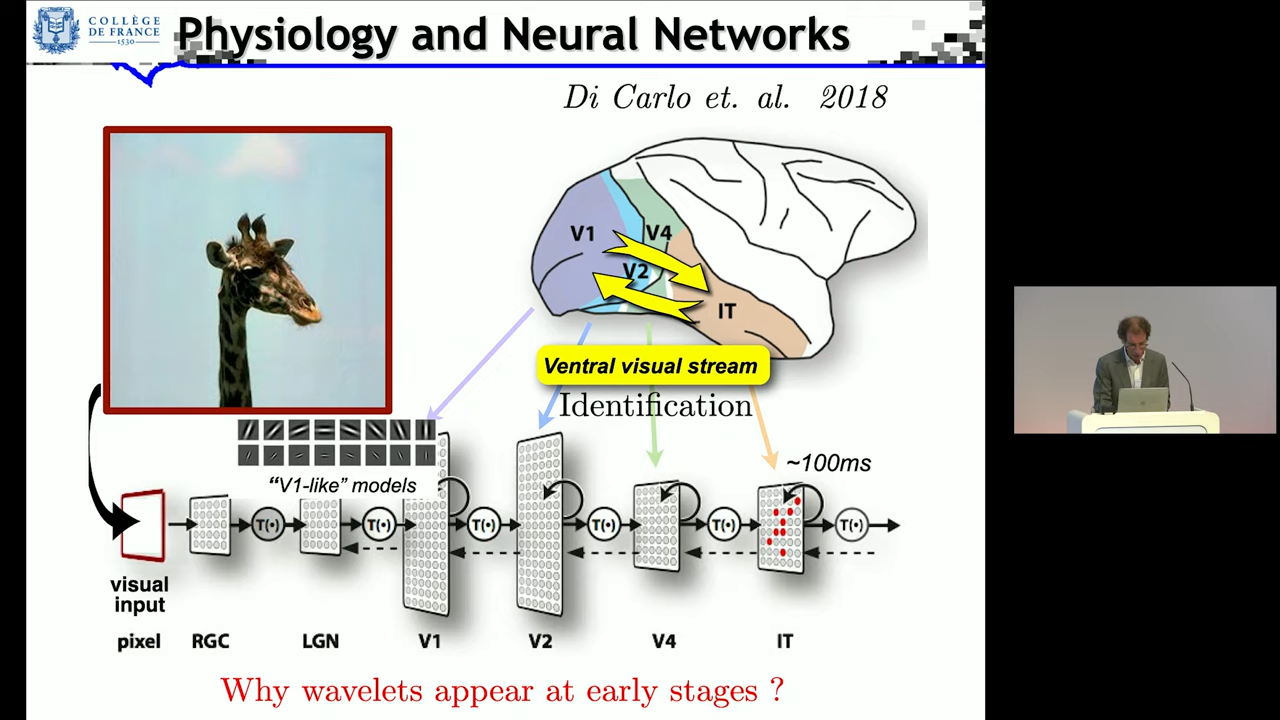 COLLÈGE
DE FRANCE
1530
Physiology and Neural Networks
Di Carlo et. al. 2018
V1
V4
V2
IT
Ventral visual stream
Identification
"V1-like" models
~100ms
T(•) T(•) T(•) T(•) T(•) T(•)
visual
input
pixel RGC LGN V1 V2 V4 IT
Why wavelets appear at early stages ?